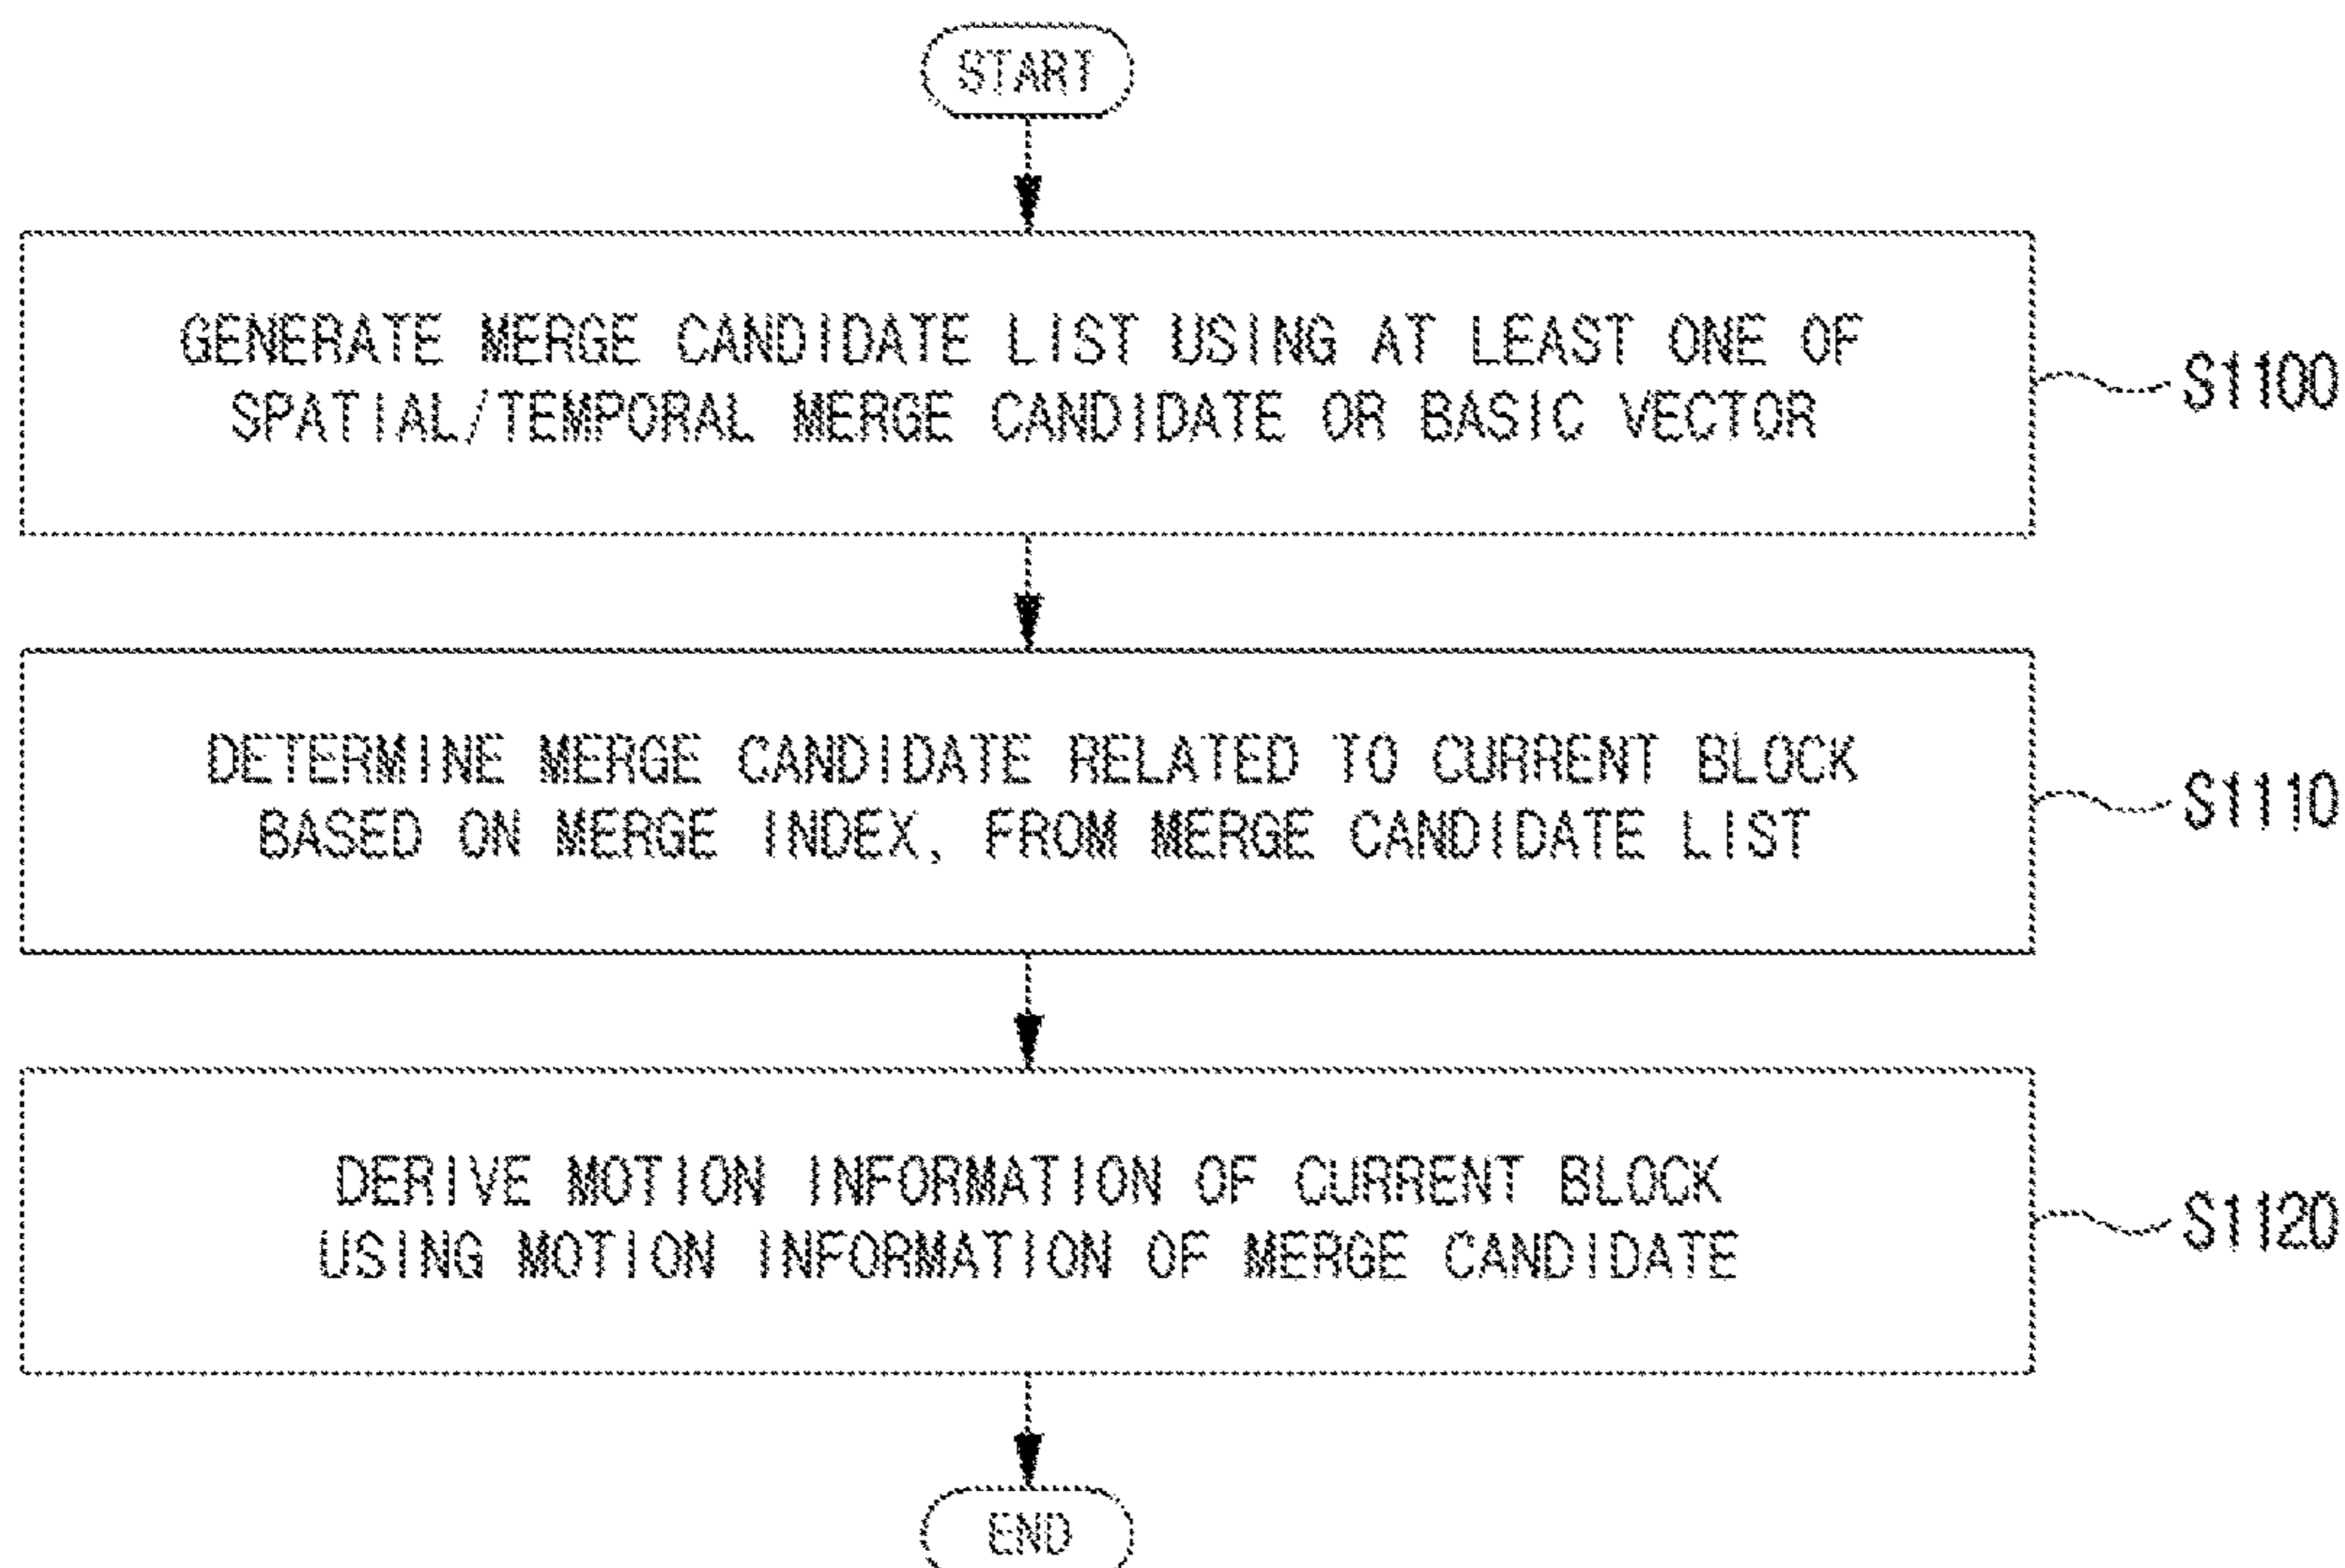 START
GENERATE MERGE CANDIDATE LIST USING AT LEAST ONE OF
SPATIAL/TEMPORAL MERGE CANDIDATE OR BASIC VECTOR
S1100
DETERMINE MERGE CANDIDATE RELATED TO CURRENT BLOCK
BASED ON MERGE INDEX, FROM MERGE CANDIDATE LIST
S1110
DERIVE MOTION INFORMATION OF CURRENT BLOCK
USING MOTION INFORMATION OF MERGE CANDIDATE
S1120
END